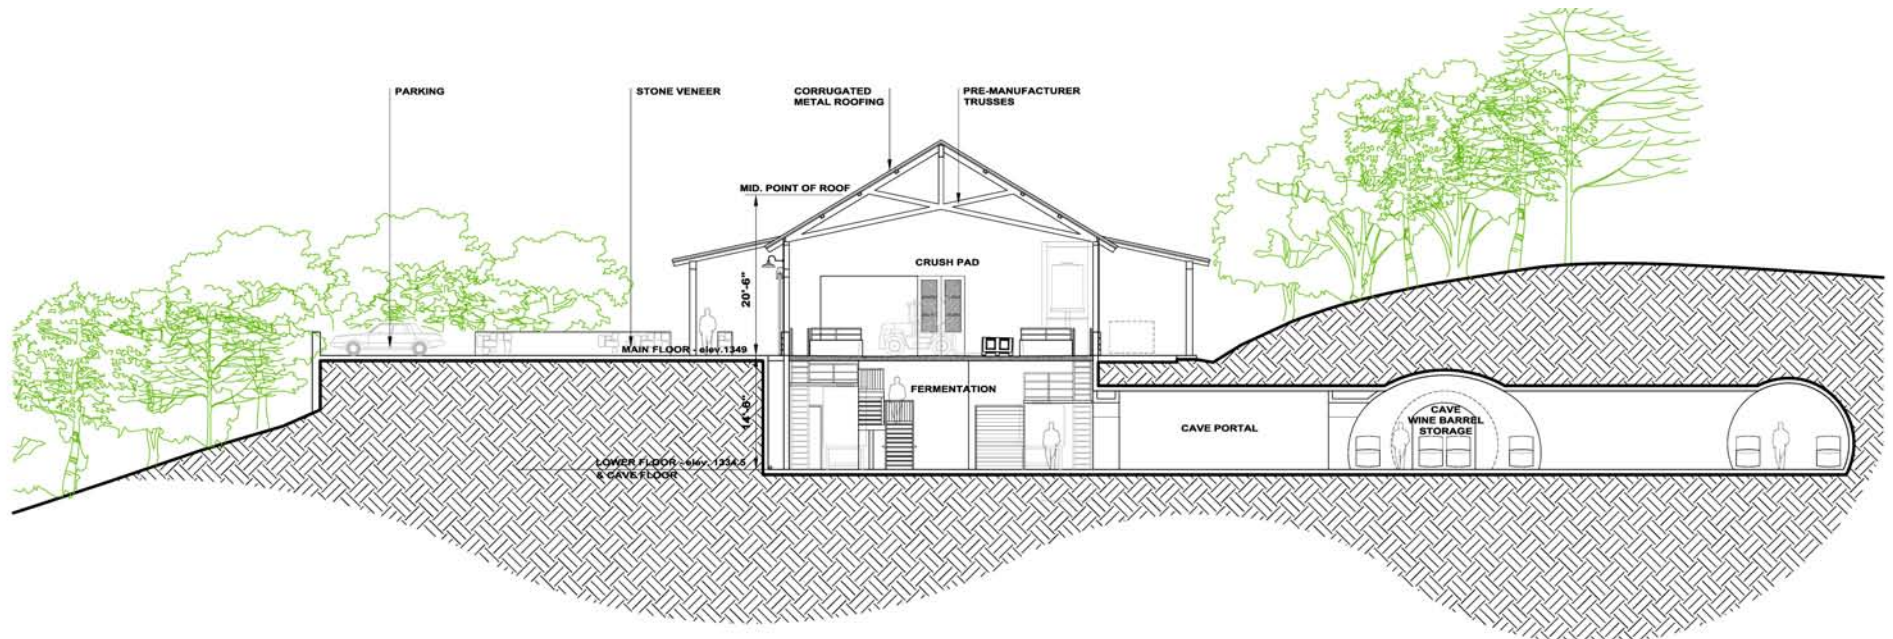 PARKING
STONE VENEER
CORRUGATED
METAL ROOFING
PRE-MANUFACTURER
TRUSSES
MID. POINT OF ROOF
20'-6"
CRUSH PAD
MAIN FLOOR - elev.1349
14'-6"
FERMENTATION
LOWER FLOOR - elev. 1334.5
& CAVE FLOOR
CAVE PORTAL
CAVE
WINE BARREL
STORAGE